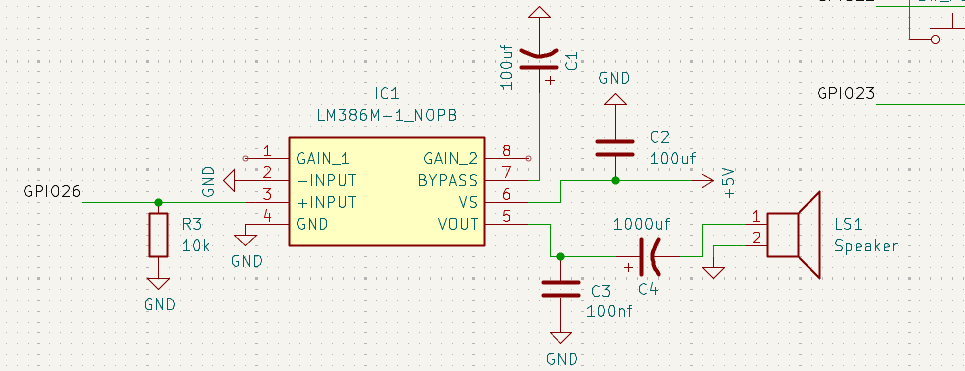 GPIO23
100uf
C1
+
GND
IC1
LM386M-1_NOPB
C2
100uf
1
GAIN_1
GAIN_2
8
GND
2
-INPUT
BYPASS
7
+5V
GPIO26
3
+INPUT
VS
6
4
GND
VOUT
5
R3
10k
GND
GND
1000uf
+
C4
1
2
LS1
Speaker
C3
100nf
GND